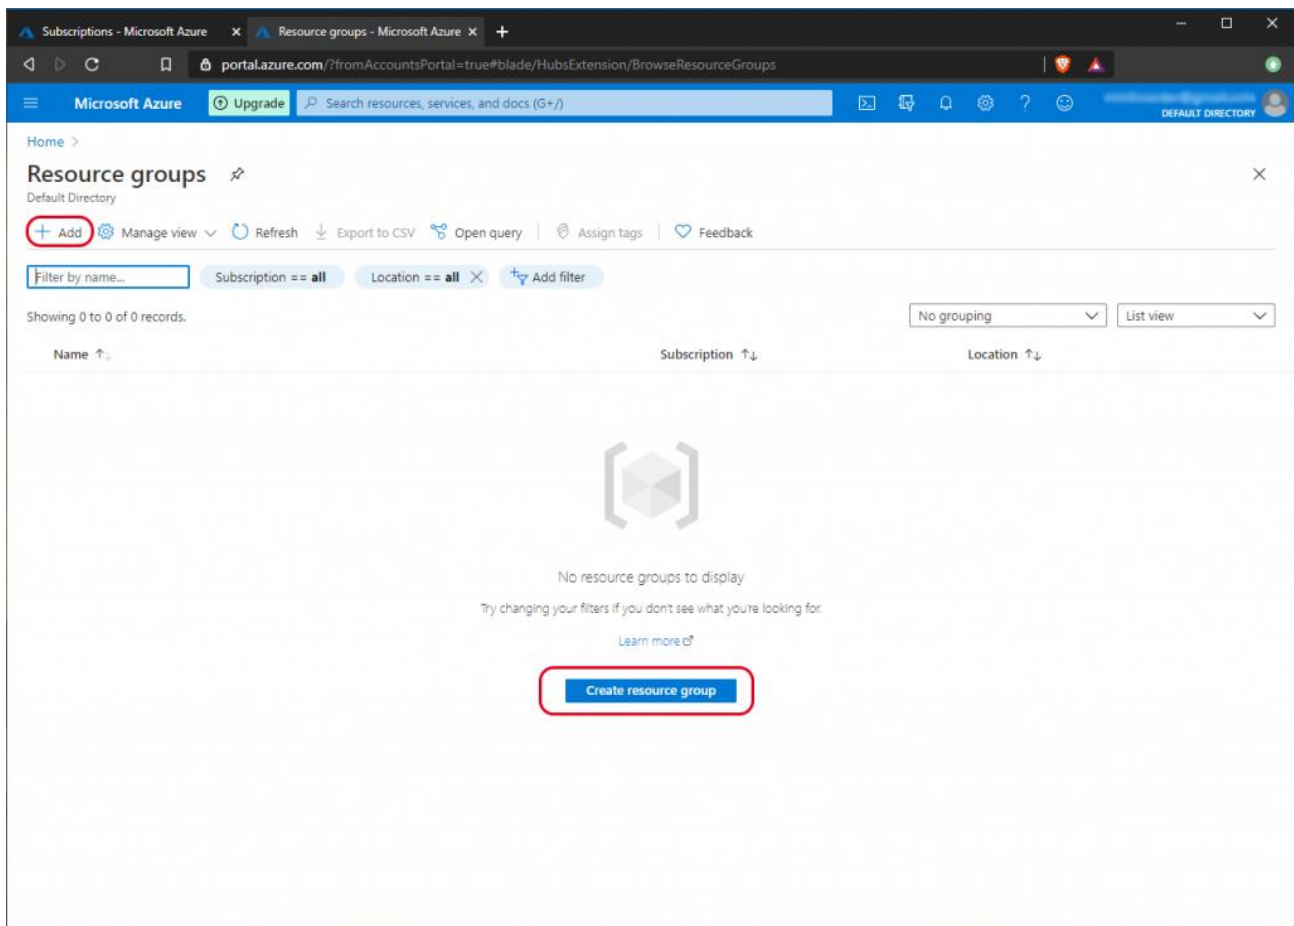 Subscriptions - Microsoft Azure Resource groups - Microsoft Azure
portal.azure.com/?fromAccountsPortal=true#blade/HubsExtension/BrowseResourceGroups
Microsoft Azure Upgrade Search resources, services, and docs (G+/)
DEFAULT DIRECTORY
Home >
Resource groups
Default Directory
+ Add Manage view Refresh Export to CSV Open query Assign tags Feedback
Filter by name... Subscription == all Location == all Add filter
Showing 0 to 0 of 0 records. No grouping List view
Name Subscription Location
No resource groups to display
Try changing your filters if you don't see what you're looking for.
Learn more
Create resource group